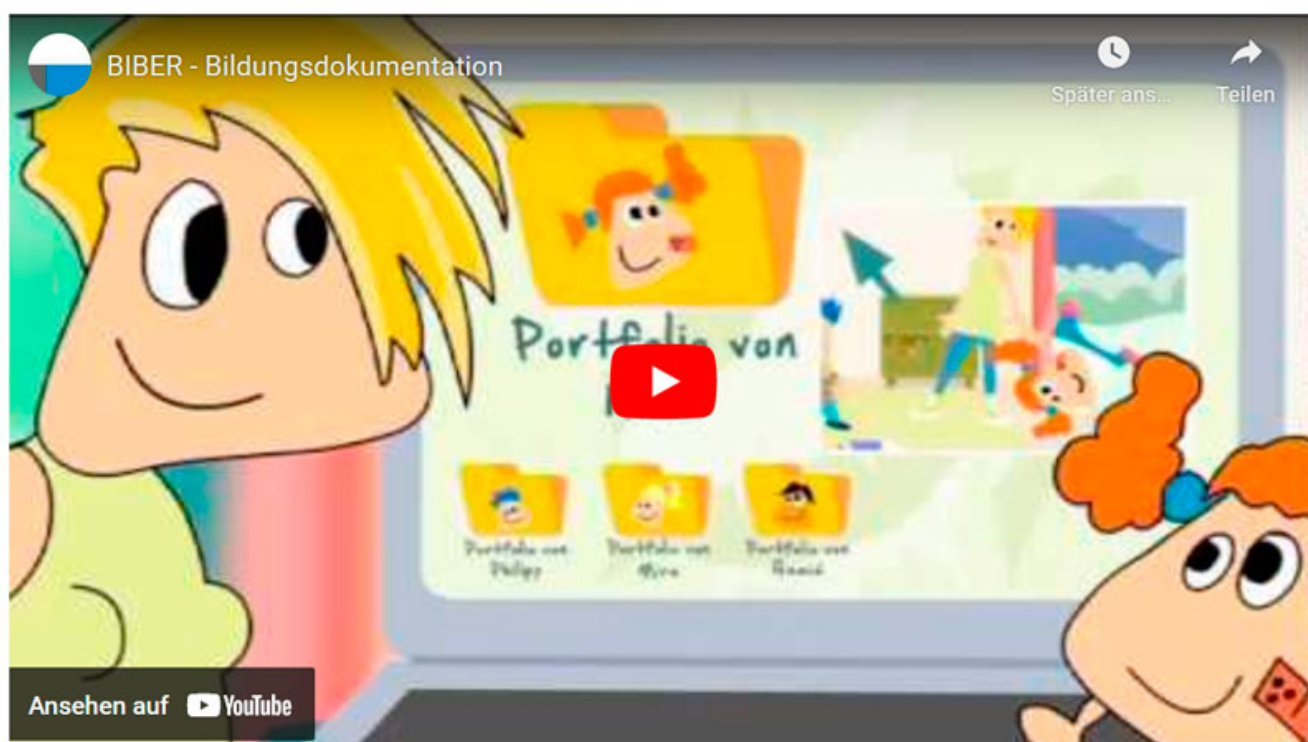 BIBER - Bildungsdokumentation
Später ans...
Teilen
Portfolio von
Portfolio von
Philipp
Portfolio von
Mira
Portfolio von
Ansehen auf YouTube